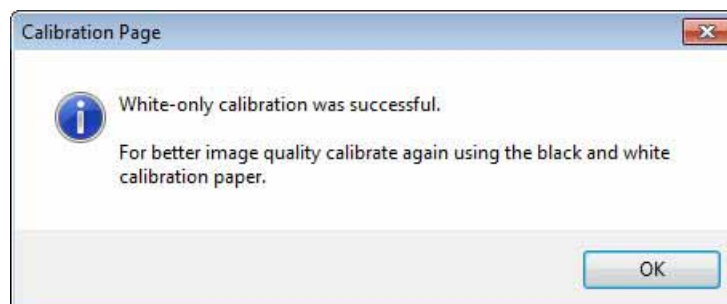 Calibration Page
White-only calibration was successful.
For better image quality calibrate again using the black and white
calibration paper.
OK